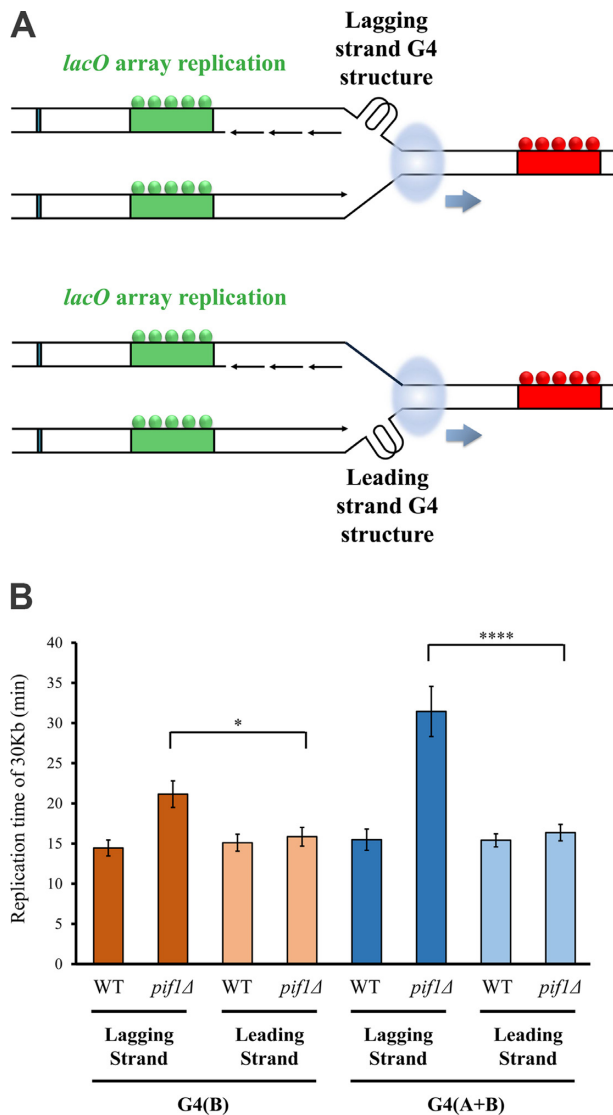 A
Lagging
strand G4
structure
lacO array replication
lacO array replication
Leading
strand G4
structure
B
Replication time of 30Kb (min)
40
35
30
25
20
15
10
5
0
*
****
WT pif1Δ WT pif1Δ WT pif1Δ WT pif1Δ
Lagging Strand Leading Strand Lagging Strand Leading Strand
G4(B) G4(A+B)